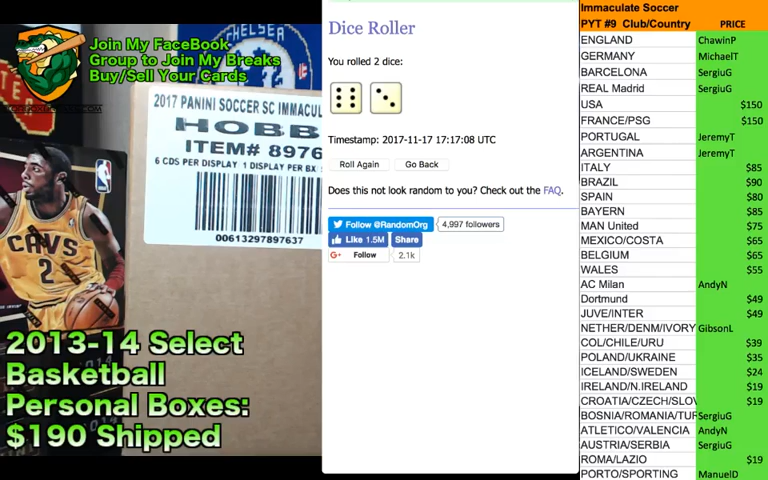 Join My FaceBook
Group to Join My Breaks
Buy/Sell Your Cards
CHELSEA
2017 PANINI SOCCER SC IMMACUL
HOBB
ITEM# 8976
6 CDS PER DISPLAY 1 DISPLAY PER BX
00613297897637
CAVS
2
2013-14 Select
Basketball
Personal Boxes:
$190 Shipped
Dice Roller
You rolled 2 dice:
Timestamp: 2017-11-17 17:17:08 UTC
Roll Again Go Back
Does this not look random to you? Check out the FAQ.
Follow @RandomOrg 4,997 followers
Like 1.5M Share
G+ Follow 2.1k
Immaculate Soccer
PYT #9 Club/Country PRICE
ENGLAND ChawinP
GERMANY MichaelT
BARCELONA SergiuG
REAL Madrid SergiuG
USA $150
FRANCE/PSG $150
PORTUGAL JeremyT
ARGENTINA JeremyT
ITALY $85
BRAZIL $90
SPAIN $80
BAYERN $85
MAN United $75
MEXICO/COSTA $65
BELGIUM $65
WALES $55
AC Milan AndyN
Dortmund $49
JUVE/INTER $49
NETHER/DENM/IVORY GibsonL
COL/CHILE/URU $39
POLAND/UKRAINE $35
ICELAND/SWEDEN $24
IRELAND/N.IRELAND $19
CROATIA/CZECH/SLOV $19
BOSNIA/ROMANIA/TUR SergiuG
ATLETICO/VALENCIA AndyN
AUSTRIA/SERBIA SergiuG
ROMA/LAZIO $19
PORTO/SPORTING ManuelD